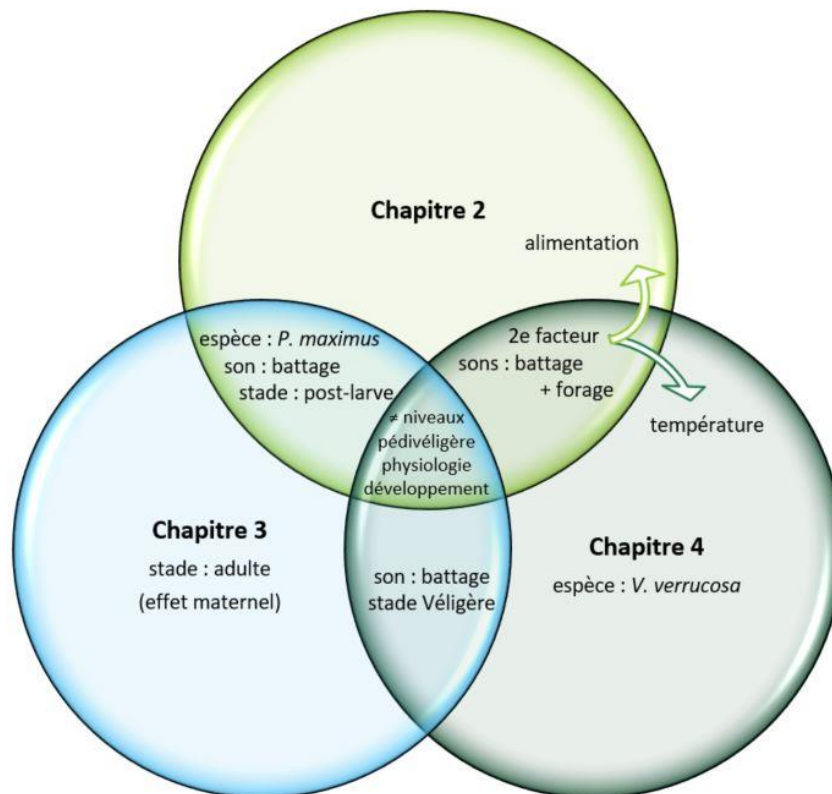 Chapitre 2
alimentation
espèce : P. maximus
son : battage
stade : post-larve
2e facteur
sons : battage
+ forage
température
≠ niveaux
pédivéligère
physiologie
développement
Chapitre 3
stade : adulte
(effet maternel)
son : battage
stade Véligère
Chapitre 4
espèce : V. verrucosa